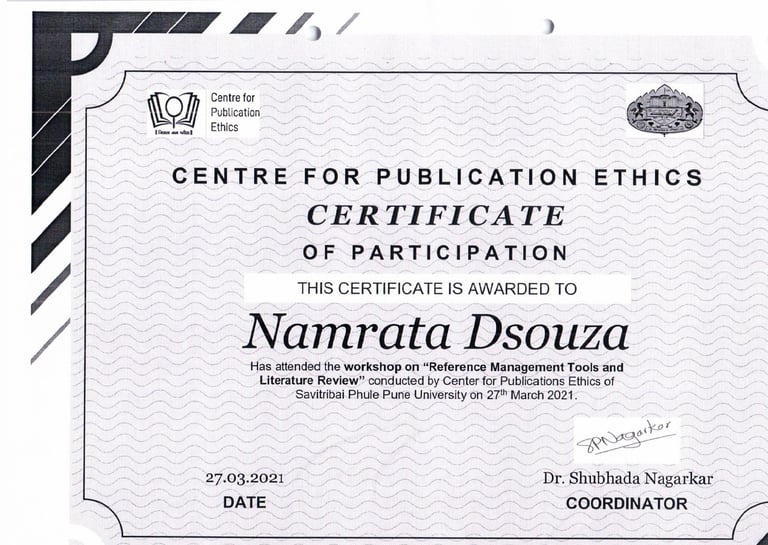 Centre for
Publication
Ethics
CENTRE FOR PUBLICATION ETHICS
CERTIFICATE
OF PARTICIPATION
THIS CERTIFICATE IS AWARDED TO
Namrata Dsouza
Has attended the workshop on “Reference Management Tools and
Literature Review” conducted by Center for Publications Ethics of
Savitribai Phule Pune University on 27th March 2021.
SPNagarkar
27.03.2021
Dr. Shubhada Nagarkar
DATE
COORDINATOR